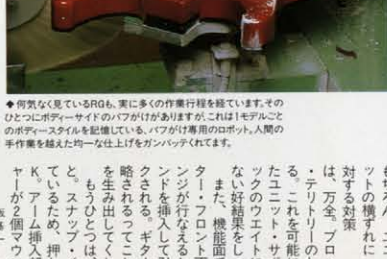 ◆何気なく見ているRGも、実に多くの作業行程を経ています。その
ひとつにボディーサイドのバフがけがありますが、これは1モデルごと
のボディースタイルを記憶している、バフがけ専用のロボット。人間の
手作業を越えた均一な仕上げをガンバッテくれてます。
ットの横ずれに
対する対策
は、万全。ブロ
・テリトリーの
る。これを可能
たユニット・サ
ックのウエイト
ない好結果をし
また、機能面
ター・フロント
ンジが行なえる
ンドを挿入して
クされる。ギタ
略されるってこ
を生み出してく
もうひとつは、
と。スナップ・
ているため、押
K。アーム挿入
ャーが2個マウ